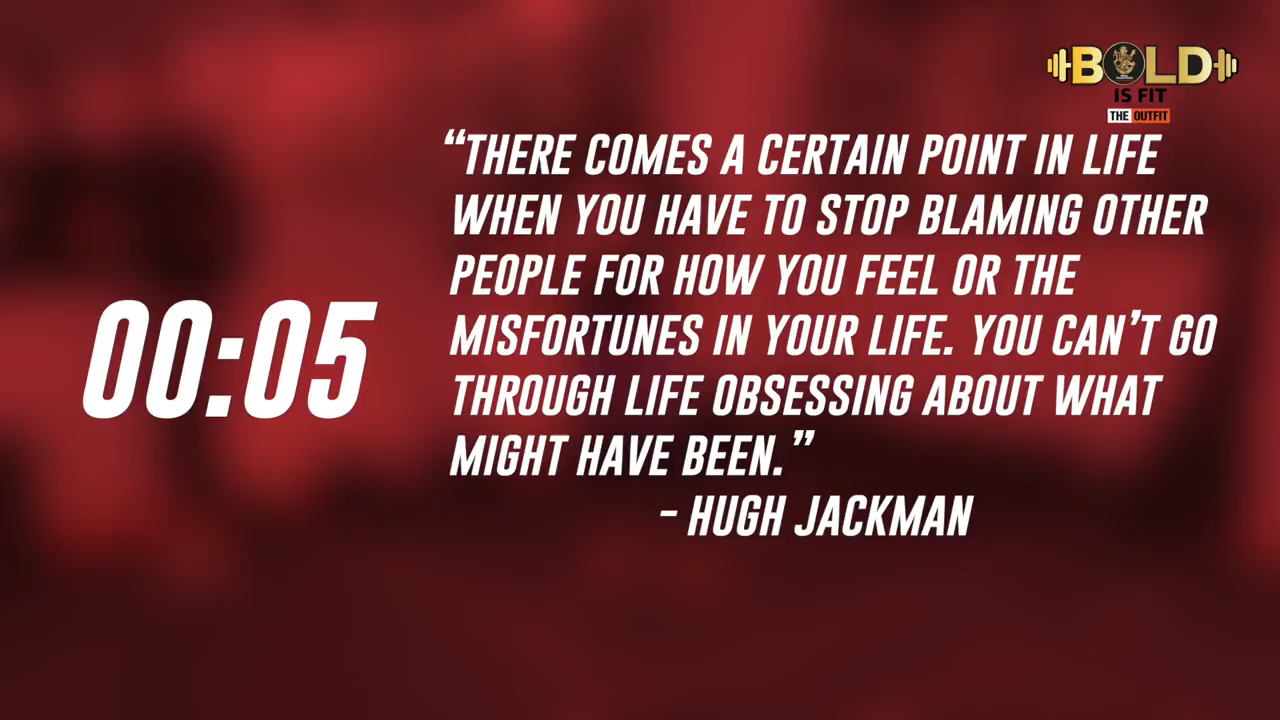 BOLD
IS FIT
THE OUTFIT
“THERE COMES A CERTAIN POINT IN LIFE
WHEN YOU HAVE TO STOP BLAMING OTHER
PEOPLE FOR HOW YOU FEEL OR THE
MISFORTUNES IN YOUR LIFE. YOU CAN’T GO
THROUGH LIFE OBSESSING ABOUT WHAT
MIGHT HAVE BEEN.”
- HUGH JACKMAN
00:05